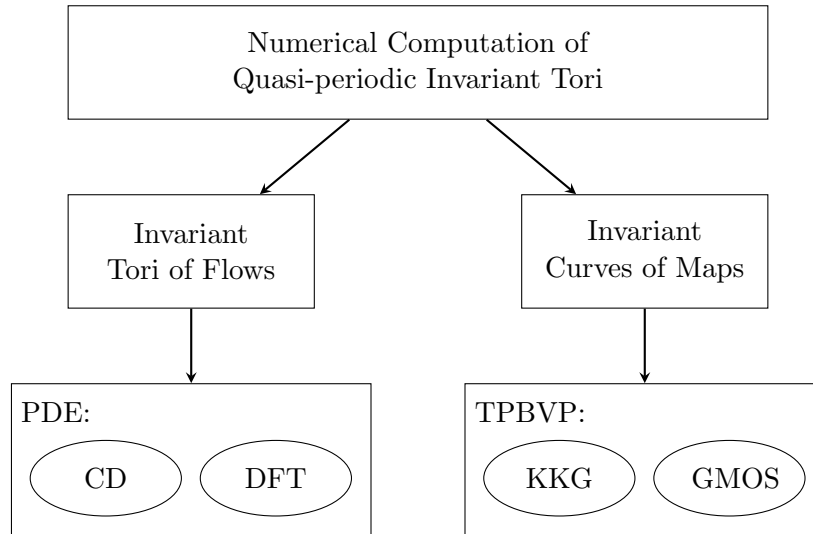 Numerical Computation of
Quasi-periodic Invariant Tori
Invariant
Tori of Flows
Invariant
Curves of Maps
PDE:
CD
DFT
TPBVP:
KKG
GMOS